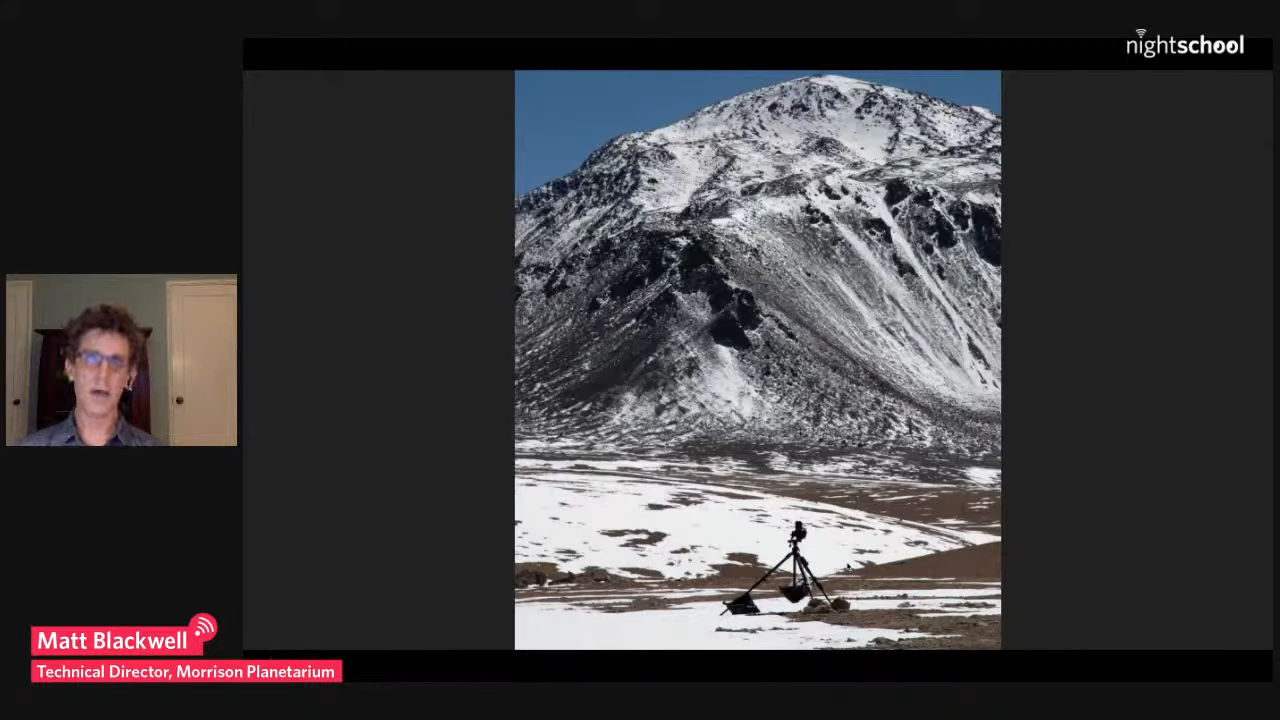 nightschool
Matt Blackwell
Technical Director, Morrison Planetarium